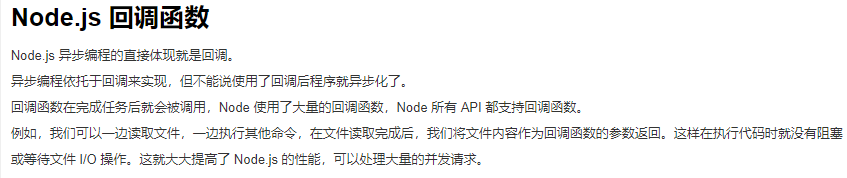 Node.js 回调函数
Node.js 异步编程的直接体现就是回调。
异步编程依托于回调来实现，但不能说使用了回调后程序就异步化了。
回调函数在完成任务后就会被调用，Node 使用了大量的回调函数，Node 所有 API 都支持回调函数。
例如，我们可以一边读取文件，一边执行其他命令，在文件读取完成后，我们将文件内容作为回调函数的参数返回。这样在执行代码时就没有阻塞
或等待文件 I/O 操作。这就大大提高了 Node.js 的性能，可以处理大量的并发请求。